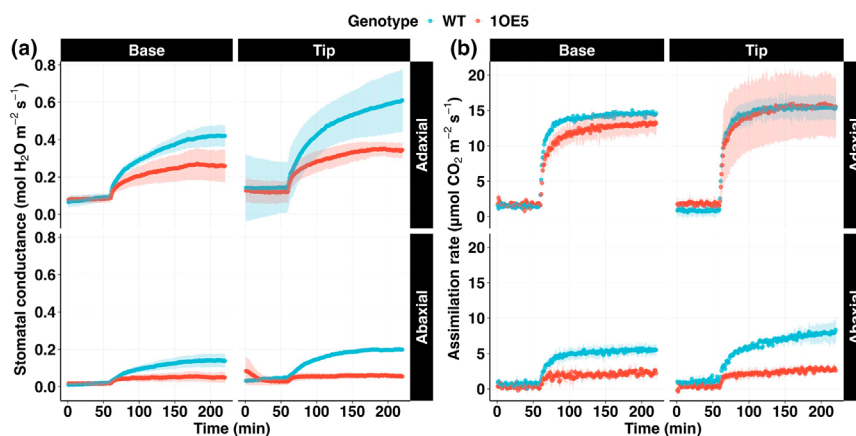 Genotype WT 1OE5
(a) Base Tip
(b) Base Tip
Stomatal conductance (mol H₂O m⁻² s⁻¹)
0.8
0.6
0.4
0.2
0.0
Adaxial
0.8
0.6
0.4
0.2
0.0
Abaxial
0 50 100 150 200 0 50 100 150 200
Time (min)
Assimilation rate (µmol CO₂ m⁻² s⁻¹)
20
15
10
5
0
Adaxial
20
15
10
5
0
Abaxial
0 50 100 150 200 0 50 100 150 200
Time (min)